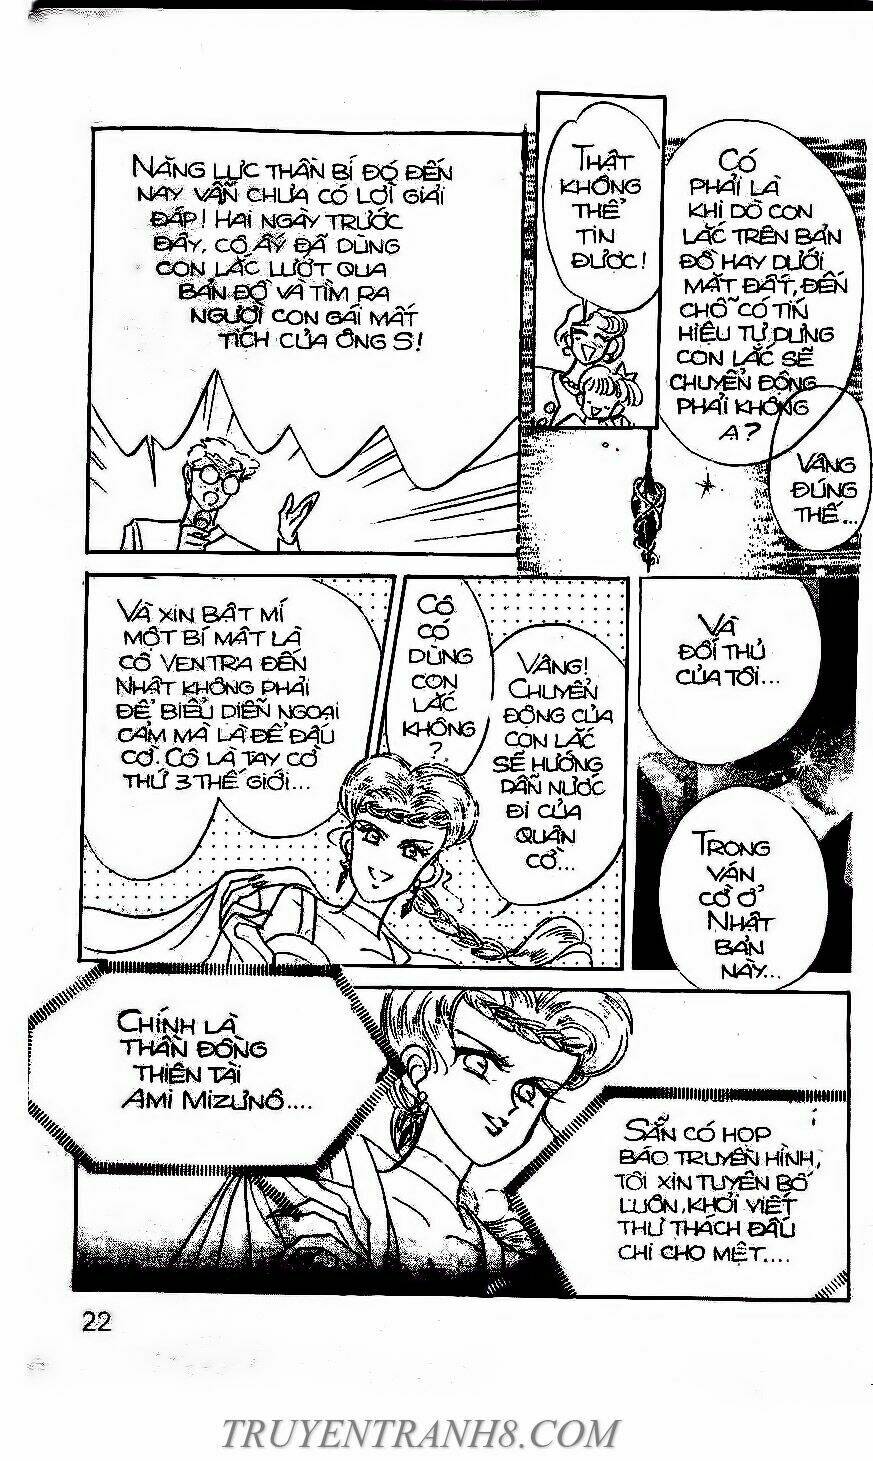 NĂNG LỰC THẦN BÍ ĐÓ ĐẾN
NAY VẪN CHƯA CÓ LỢI GIẢI
ĐÁP! HAI NGÀY TRƯỚC
ĐÂY, CÔ ẤY ĐÃ DÙNG
CON LẮC LƯỚT QUA
BẢN ĐỒ VÀ TÌM RA
NGƯỜI CON GÁI MẤT
TÍCH CỦA ÔNG S!
THẬT
KHÔNG
THỂ
TIN
ĐƯỢC!
CÓ
PHẢI LÀ
KHI DÒ CON
LẮC TRÊN BẢN
ĐỒ HAY DƯỚI
MẶT ĐẤT, ĐẾN
CHỖ CÓ TÍN
HIỆU TỰ DƯNG
CON LẮC SẼ
CHUYỂN ĐỘNG
PHẢI KHÔNG
Ạ?
VÂNG
ĐÚNG
THẾ...
VÀ XIN BẬT MÍ
MỘT BÍ MẬT LÀ
CÔ VENTRA ĐẾN
NHẬT KHÔNG PHẢI
ĐỂ BIỂU DIỄN NGOẠI
CẢM MÀ LÀ ĐỂ ĐẤU
CỜ. CÔ LÀ TAY CỜ
THỨ 3 THẾ GIỚI...
CÔ
CÓ
DÙNG
CON
LẮC
KHÔNG
?
VÂNG!
CHUYỂN
ĐỘNG CỦA
CON LẮC
SẼ HƯỚNG
DẪN NƯỚC
ĐI CỦA
QUÂN
CỜ...
VÀ
ĐỐI THỦ
CỦA TÔI...
TRONG
VÁN
CỜ Ở
NHẬT
BẢN
NÀY...
CHÍNH LÀ
THẦN ĐỒNG
THIÊN TÀI
AMI MIZUNÔ....
SẴN CÓ HỌP
BÁO TRUYỀN HÌNH,
TÔI XIN TUYÊN BỐ
LUÔN, KHỎI VIẾT
THƯ THÁCH ĐẤU
CHI CHO MỆT....
22
TRUYENTRANH8.COM